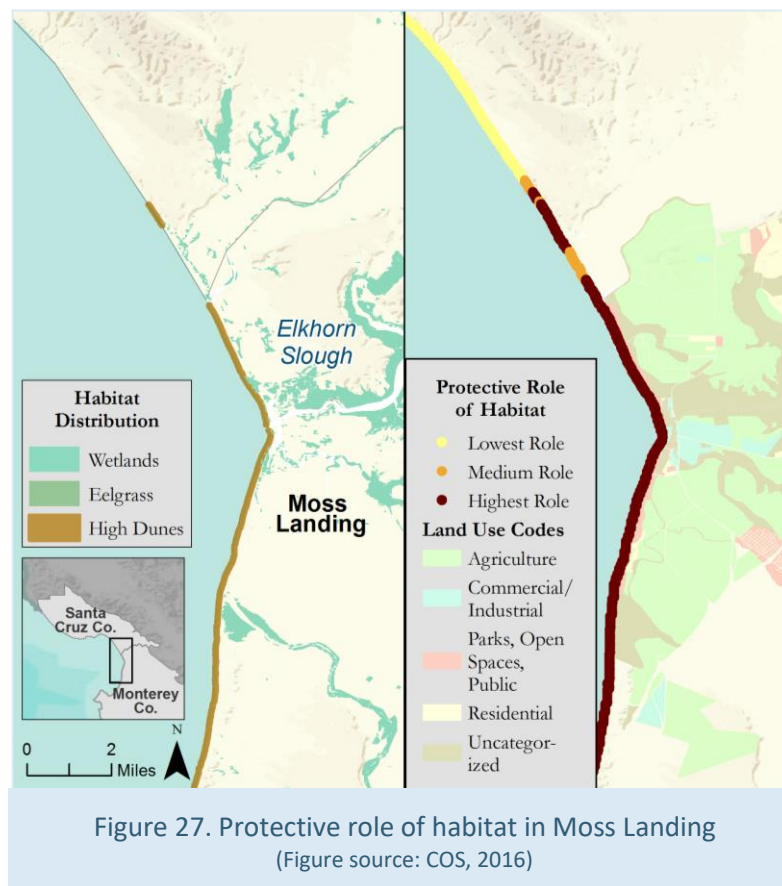 Elkhorn
Slough
Moss
Landing
Habitat
Distribution
Wetlands
Eelgrass
High Dunes
Santa
Cruz Co.
Monterey
Co.
N
0 2
Miles
Protective Role
of Habitat
Lowest Role
Medium Role
Highest Role
Land Use Codes
Agriculture
Commercial/
Industrial
Parks, Open
Spaces,
Public
Residential
Uncategor-
ized
Figure 27. Protective role of habitat in Moss Landing
(Figure source: COS, 2016)